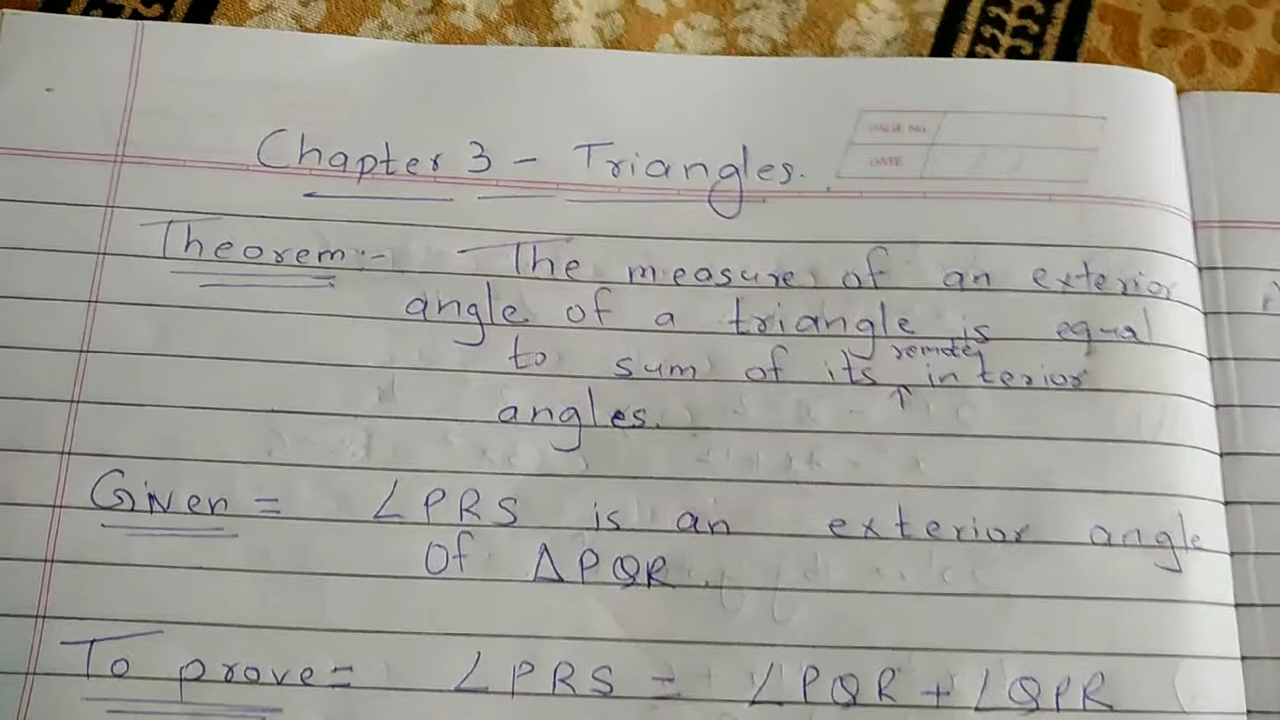 PAGE NO.
DATE
Chapter 3 - Triangles.
Theorem :- The measure of an exterior
angle of a triangle is equal
remote
to sum of its interior
angles.
Given = ∠PRS is an exterior angle
of △PQR.
To prove = ∠PRS = ∠PQR + ∠QPR